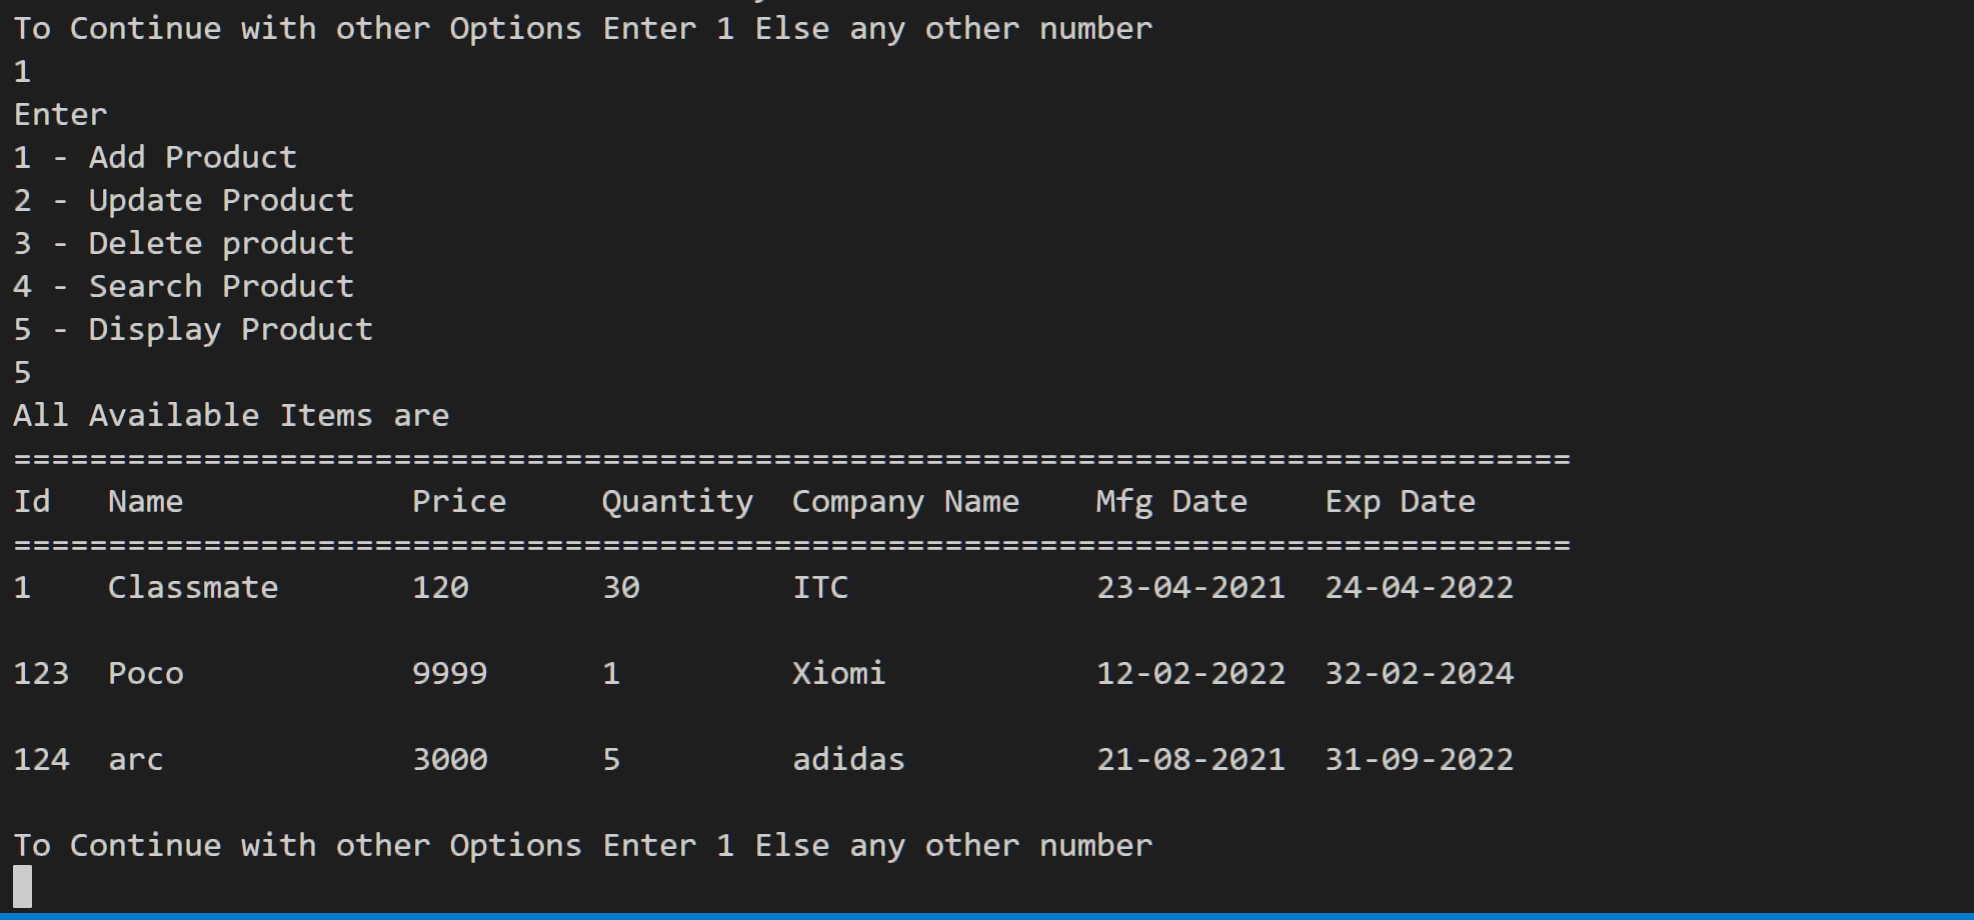 To Continue with other Options Enter 1 Else any other number
1
Enter
1 - Add Product
2 - Update Product
3 - Delete product
4 - Search Product
5 - Display Product
5
All Available Items are
==================================================================================
Id   Name            Price     Quantity  Company Name    Mfg Date    Exp Date
==================================================================================
1    Classmate       120       30        ITC             23-04-2021  24-04-2022
123  Poco            9999      1         Xiomi           12-02-2022  32-02-2024
124  arc             3000      5         adidas          21-08-2021  31-09-2022
To Continue with other Options Enter 1 Else any other number